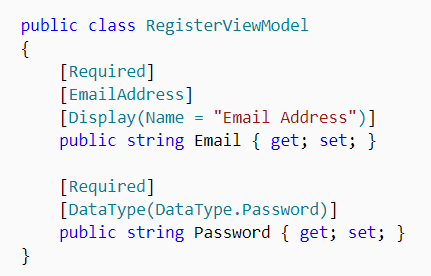 public class RegisterViewModel
{
    [Required]
    [EmailAddress]
    [Display(Name = "Email Address")]
    public string Email { get; set; }

    [Required]
    [DataType(DataType.Password)]
    public string Password { get; set; }
}